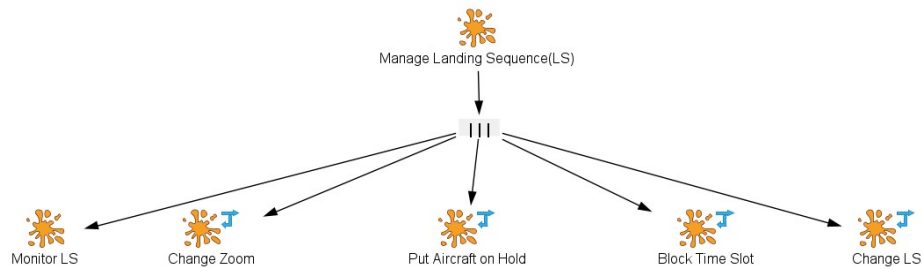 Manage Landing Sequence(LS)
|||
Monitor LS
Change Zoom
Put Aircraft on Hold
Block Time Slot
Change LS